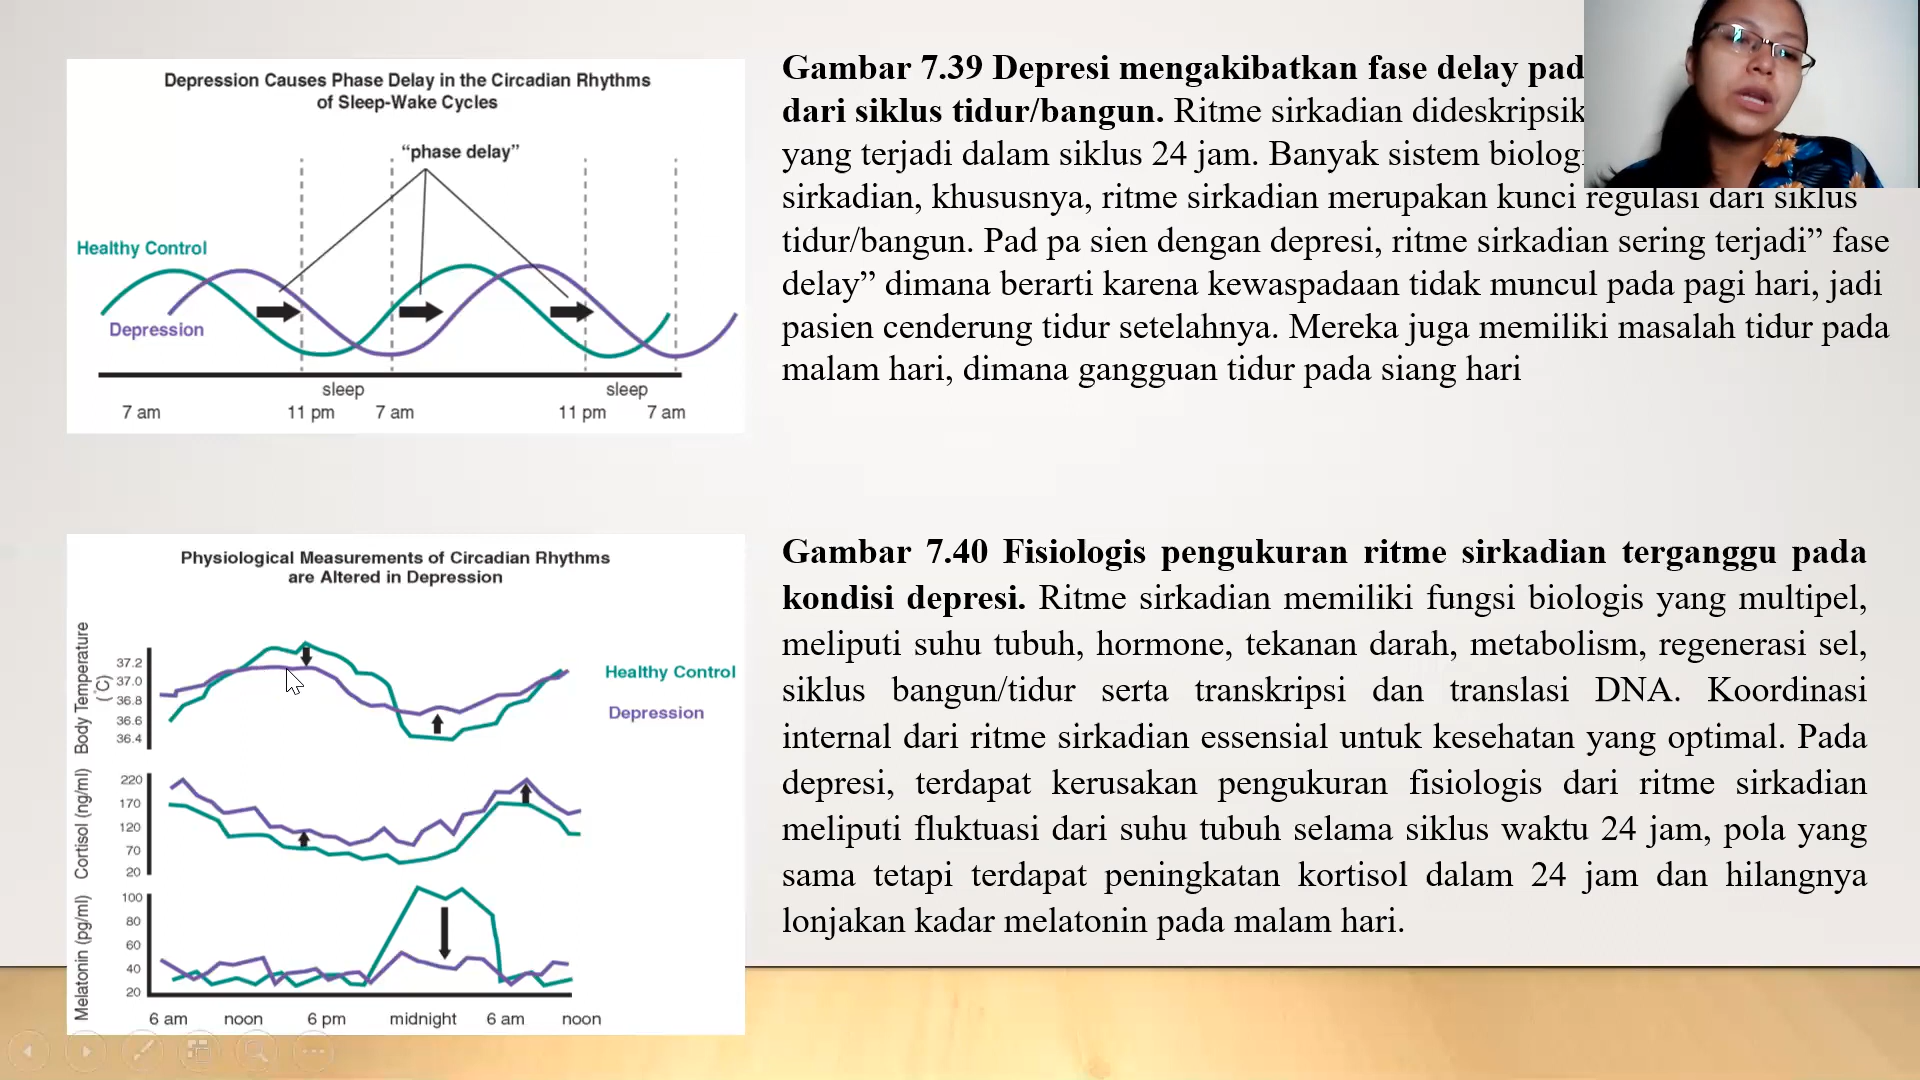 Depression Causes Phase Delay in the Circadian Rhythms
of Sleep-Wake Cycles
“phase delay”
Healthy Control
Depression
sleep
sleep
7 am
11 pm
7 am
11 pm
7 am
Gambar 7.39 Depresi mengakibatkan fase delay pad
dari siklus tidur/bangun. Ritme sirkadian dideskripsik
yang terjadi dalam siklus 24 jam. Banyak sistem biologi
sirkadian, khususnya, ritme sirkadian merupakan kunci regulasi dari siklus
tidur/bangun. Pad pa sien dengan depresi, ritme sirkadian sering terjadi” fase
delay” dimana berarti karena kewaspadaan tidak muncul pada pagi hari, jadi
pasien cenderung tidur setelahnya. Mereka juga memiliki masalah tidur pada
malam hari, dimana gangguan tidur pada siang hari
Physiological Measurements of Circadian Rhythms
are Altered in Depression
Body Temperature
(°C)
37.2
37.0
36.8
36.6
36.4
Healthy Control
Depression
Cortisol (ng/ml)
220
170
120
70
20
Melatonin (pg/ml)
100
80
60
40
20
6 am
noon
6 pm
midnight
6 am
noon
Gambar 7.40 Fisiologis pengukuran ritme sirkadian terganggu pada
kondisi depresi. Ritme sirkadian memiliki fungsi biologis yang multipel,
meliputi suhu tubuh, hormone, tekanan darah, metabolism, regenerasi sel,
siklus bangun/tidur serta transkripsi dan translasi DNA. Koordinasi
internal dari ritme sirkadian essensial untuk kesehatan yang optimal. Pada
depresi, terdapat kerusakan pengukuran fisiologis dari ritme sirkadian
meliputi fluktuasi dari suhu tubuh selama siklus waktu 24 jam, pola yang
sama tetapi terdapat peningkatan kortisol dalam 24 jam dan hilangnya
lonjakan kadar melatonin pada malam hari.